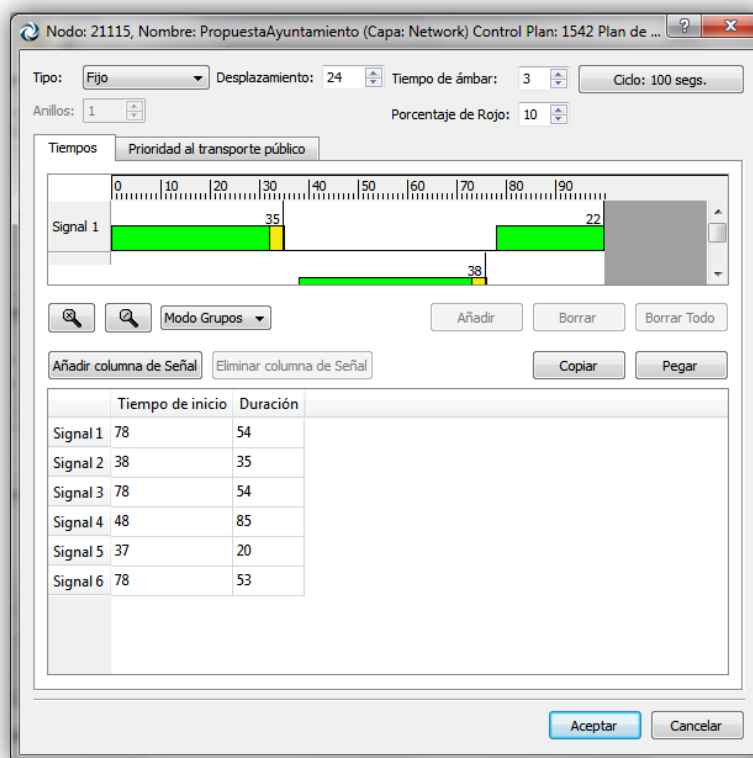 Nodo: 21115, Nombre: PropuestaAyuntamiento (Capa: Network) Control Plan: 1542 Plan de ...
Tipo: Fijo Desplazamiento: 24 Tiempo de ámbar: 3 Ciclo: 100 segs.
Anillos: 1 Porcentaje de Rojo: 10
Tiempos Prioridad al transporte público
0 10 20 30 40 50 60 70 80 90
35 22
Signal 1
38
Modo Grupos Añadir Borrar Borrar Todo
Añadir columna de Señal Eliminar columna de Señal Copiar Pegar
Tiempo de inicio Duración
Signal 1 78 54
Signal 2 38 35
Signal 3 78 54
Signal 4 48 85
Signal 5 37 20
Signal 6 78 53
Aceptar Cancelar